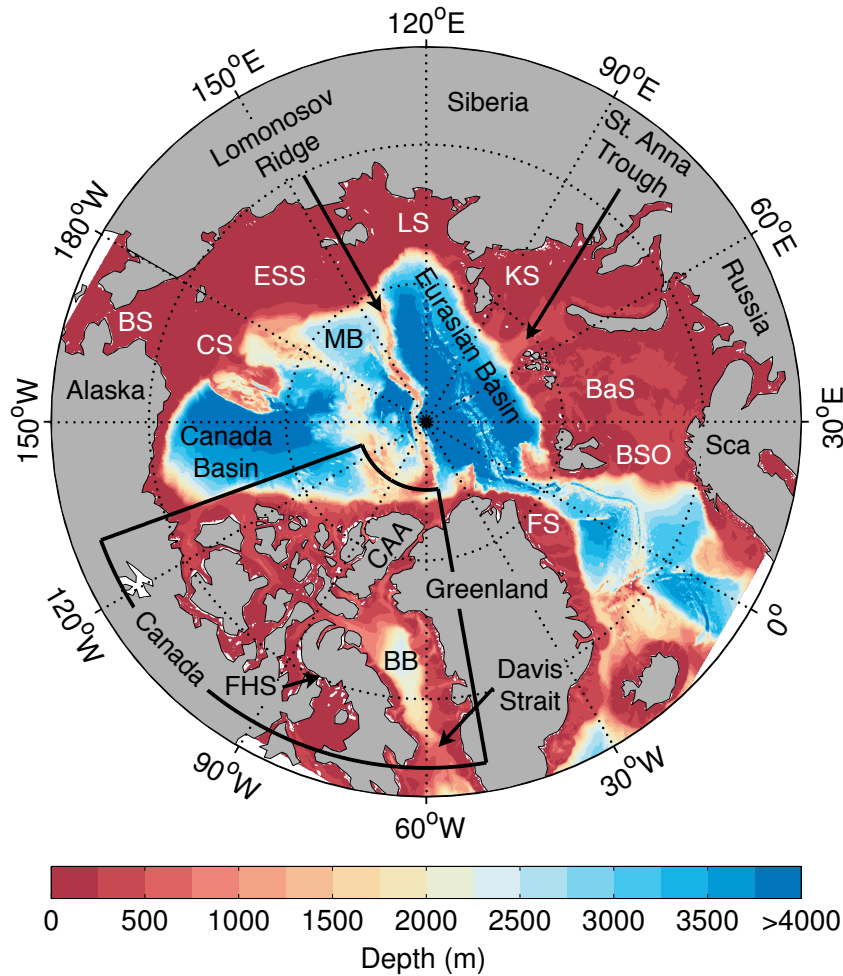 120°E
150°E
90°E
Siberia
Lomonosov
Ridge
St. Anna
Trough
180°W
60°E
LS
ESS
KS
Russia
BS
Eurasian Basin
CS
MB
Alaska
BaS
150°W
30°E
Canada
Basin
BSO
Sca
FS
CAA
Greenland
120°W
0°
Canada
BB
FHS
Davis
Strait
90°W
30°W
60°W
0 500 1000 1500 2000 2500 3000 3500 >4000
Depth (m)